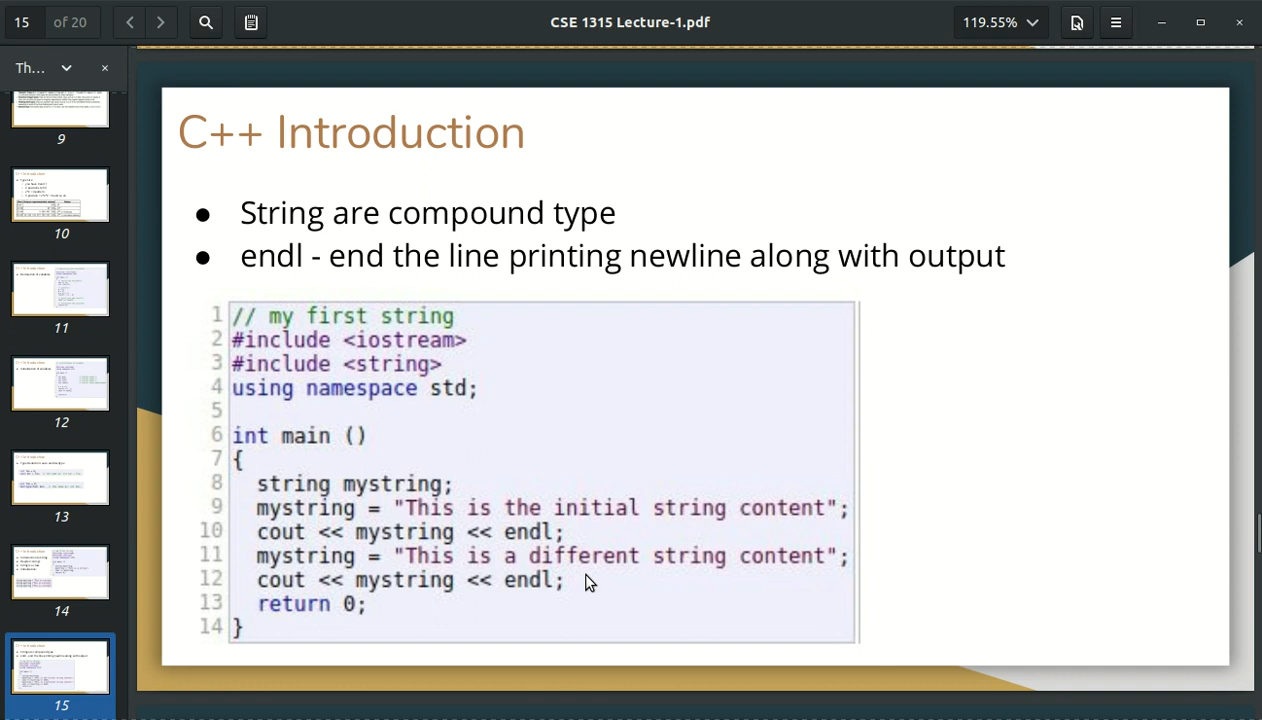 15 of 20
CSE 1315 Lecture-1.pdf
119.55%
Th...
9
10
11
12
13
14
15
C++ Introduction
● String are compound type
● endl - end the line printing newline along with output
1 // my first string
2 #include <iostream>
3 #include <string>
4 using namespace std;
5
6 int main ()
7 {
8 string mystring;
9 mystring = "This is the initial string content";
10 cout << mystring << endl;
11 mystring = "This is a different string content";
12 cout << mystring << endl;
13 return 0;
14 }